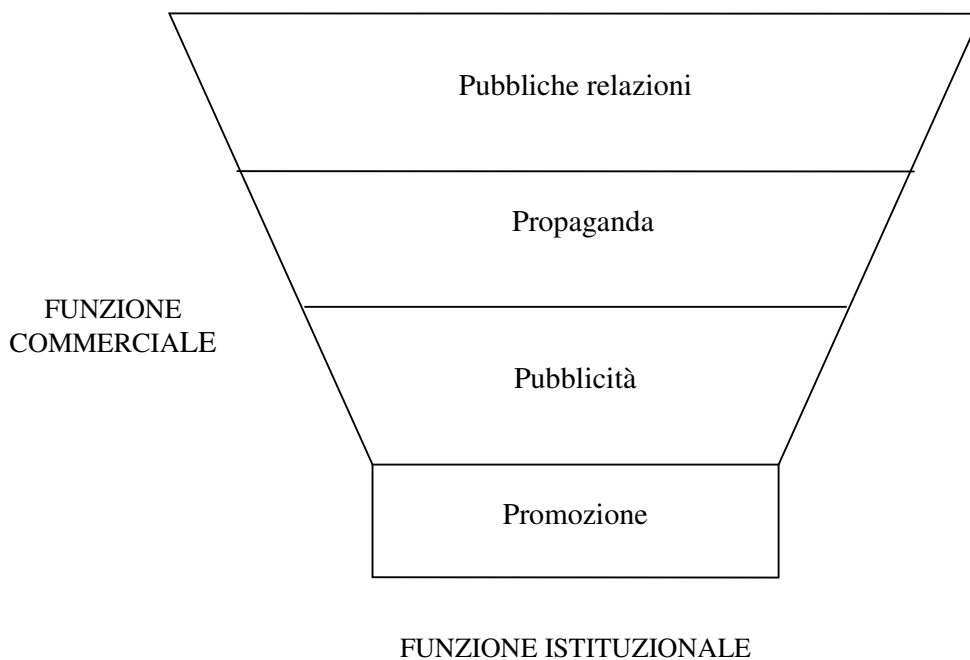 Pubbliche relazioni
Propaganda
FUNZIONE
COMMERCIALE
Pubblicità
Promozione
FUNZIONE ISTITUZIONALE